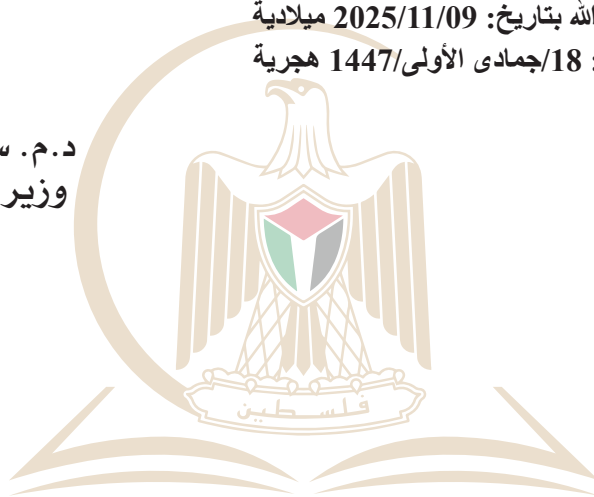 الله بتاريخ: 2025/11/09 ميلادية
: 18/جمادى الأولى/1447 هجرية
د.م.
وزير
فلسطين